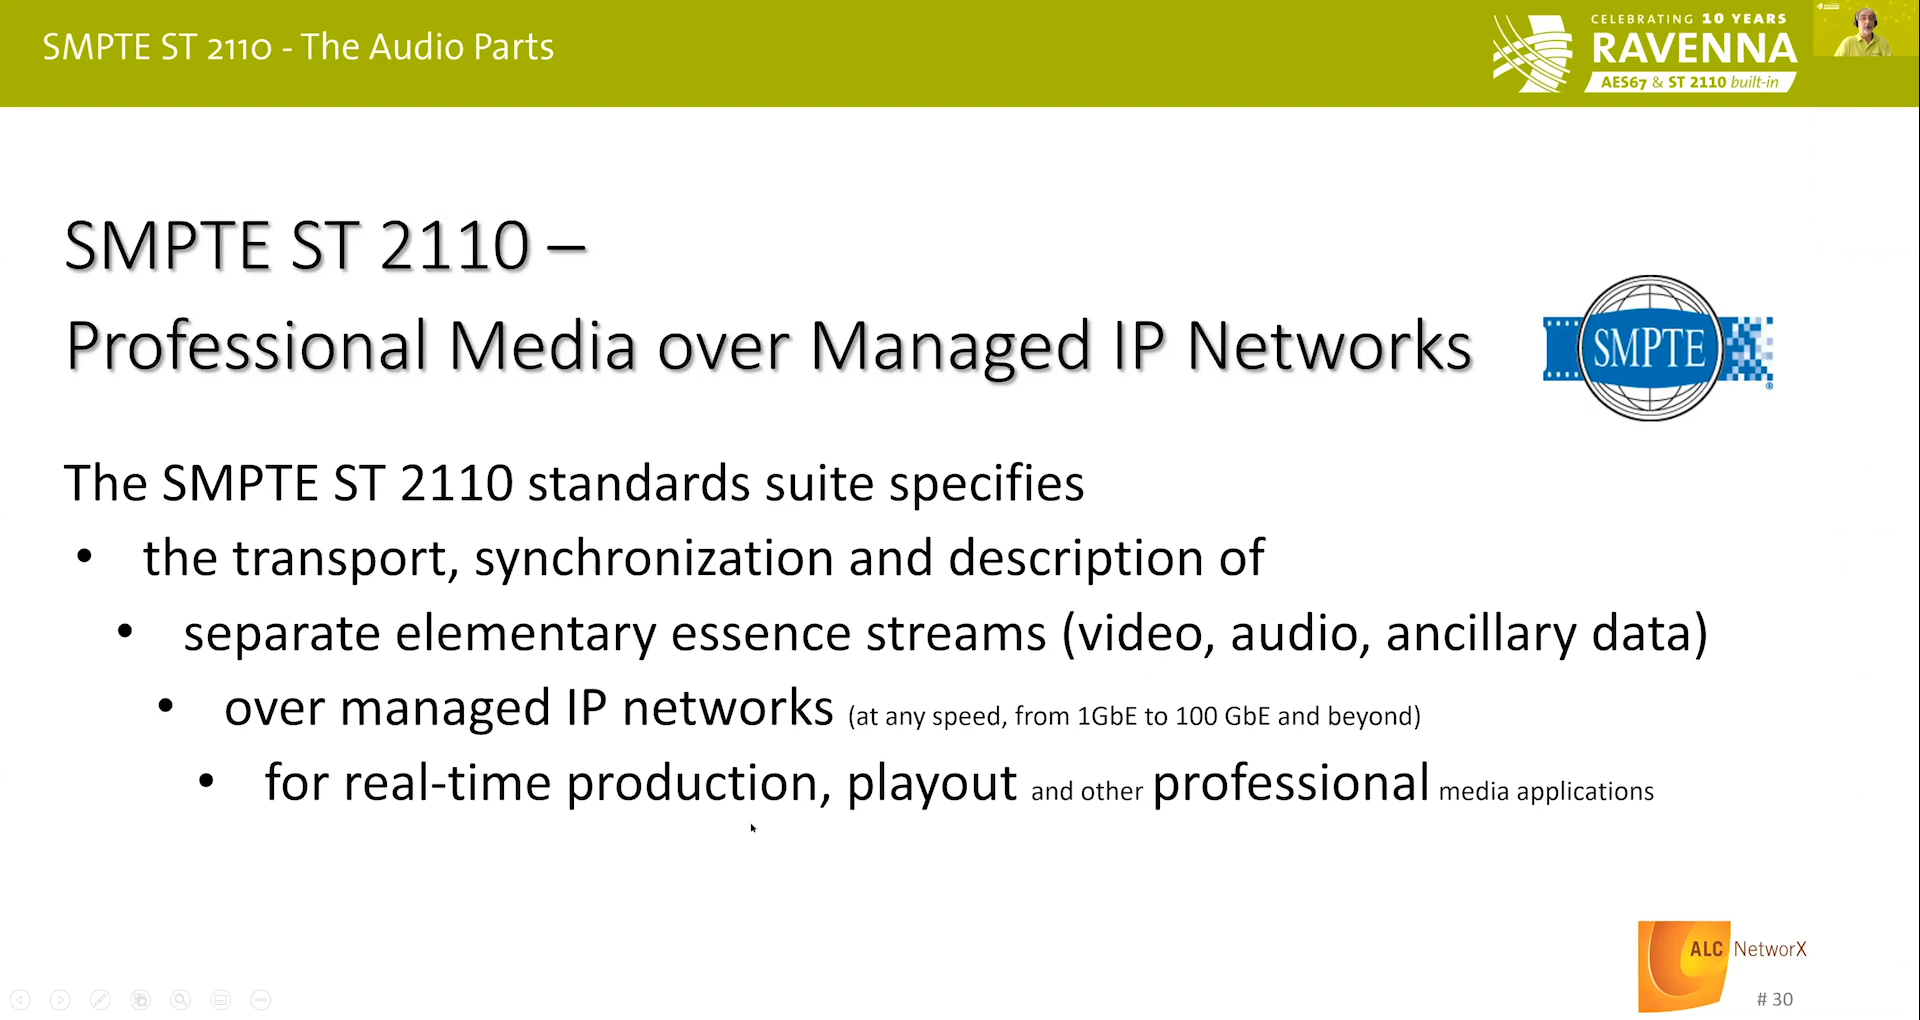 SMPTE ST 2110 - The Audio Parts
CELEBRATING 10 YEARS
RAVENNA
AES67 & ST 2110 built-in
SMPTE ST 2110 –
Professional Media over Managed IP Networks
SMPTE
®
The SMPTE ST 2110 standards suite specifies
• the transport, synchronization and description of
• separate elementary essence streams (video, audio, ancillary data)
• over managed IP networks (at any speed, from 1GbE to 100 GbE and beyond)
• for real-time production, playout and other professional media applications
ALC NetworX
# 30